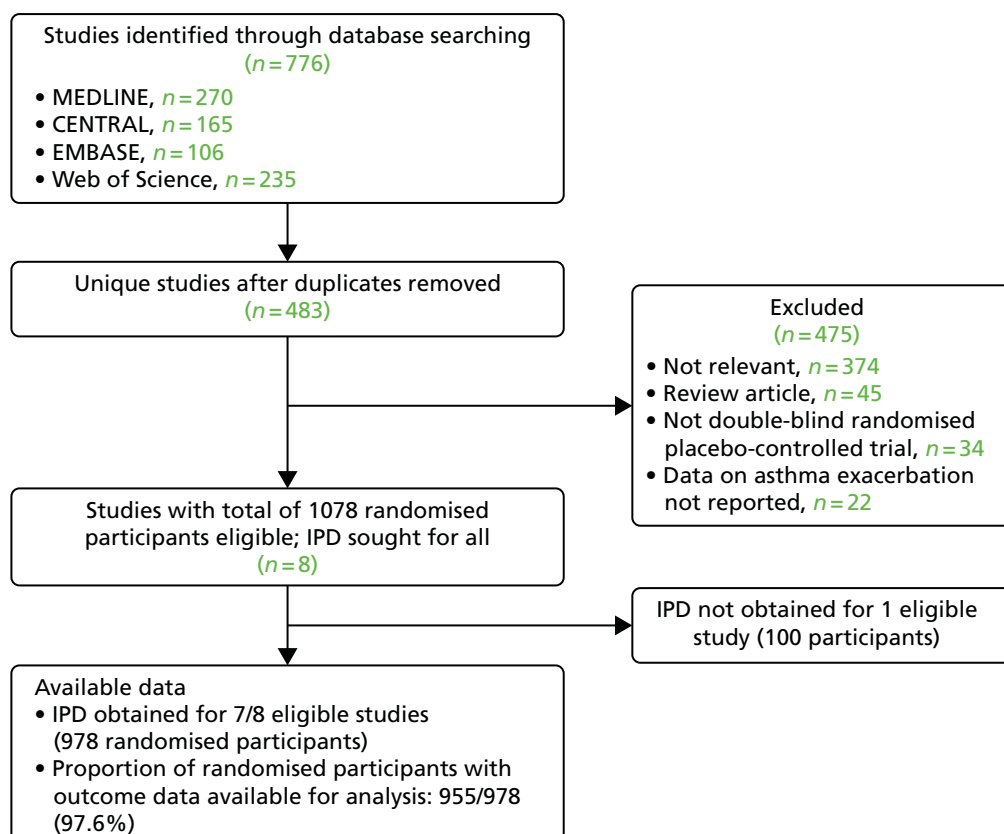 Studies identified through database searching
(n=776)
• MEDLINE, n=270
• CENTRAL, n=165
• EMBASE, n=106
• Web of Science, n=235
Unique studies after duplicates removed
(n=483)
Excluded
(n=475)
• Not relevant, n=374
• Review article, n=45
• Not double-blind randomised
placebo-controlled trial, n=34
• Data on asthma exacerbation
not reported, n=22
Studies with total of 1078 randomised
participants eligible; IPD sought for all
(n=8)
IPD not obtained for 1 eligible
study (100 participants)
Available data
• IPD obtained for 7/8 eligible studies
(978 randomised participants)
• Proportion of randomised participants with
outcome data available for analysis: 955/978
(97.6%)